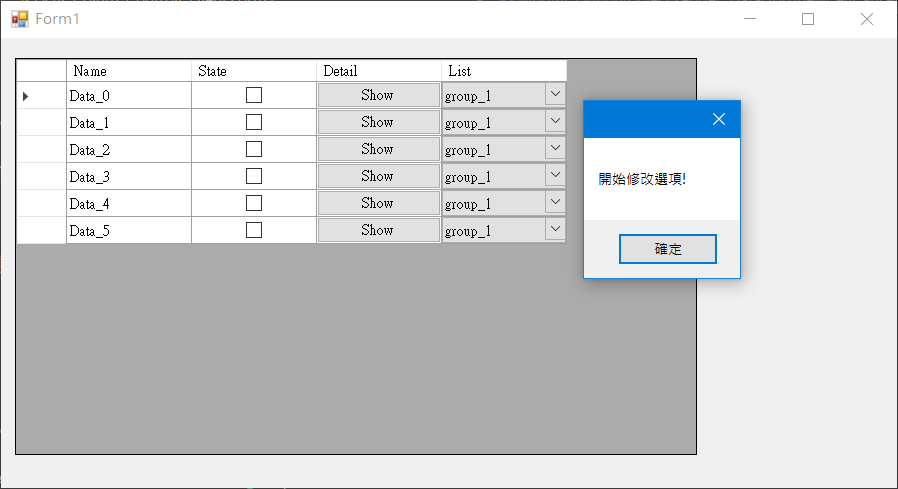 Form1
Name State Detail List
Data_0 Show group_1
Data_1 Show group_1
Data_2 Show group_1
Data_3 Show group_1
Data_4 Show group_1
Data_5 Show group_1
開始修改選項!
確定